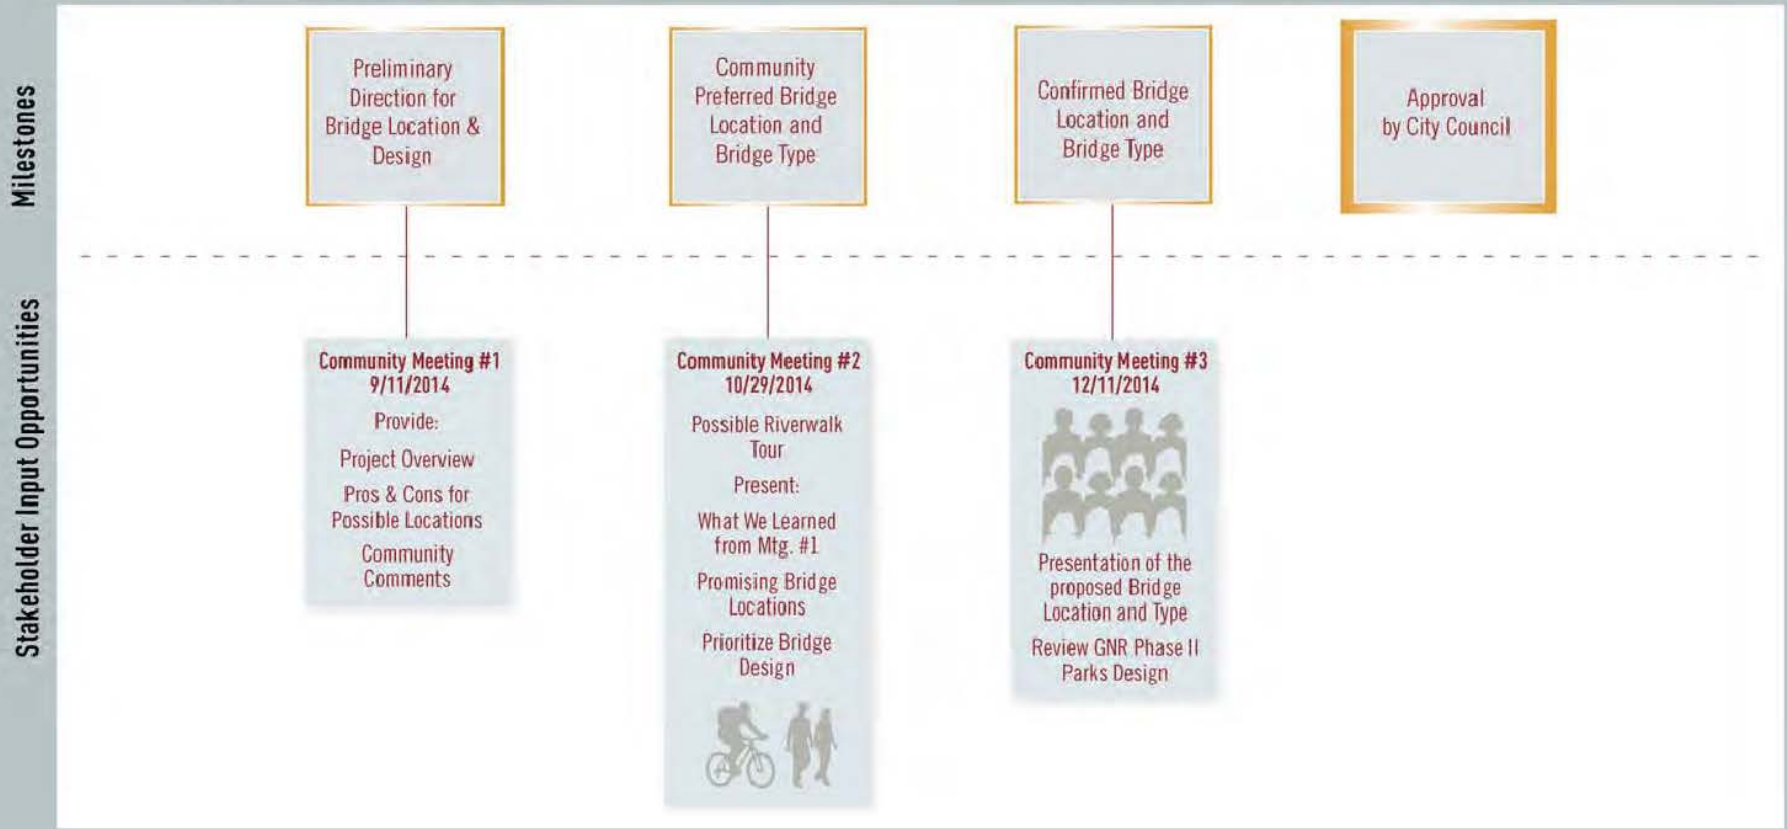 Milestones
Preliminary
Direction for
Bridge Location &
Design
Community
Preferred Bridge
Location and
Bridge Type
Confirmed Bridge
Location and
Bridge Type
Approval
by City Council
Stakeholder Input Opportunities
Community Meeting #1
9/11/2014
Provide:
Project Overview
Pros & Cons for
Possible Locations
Community
Comments
Community Meeting #2
10/29/2014
Possible Riverwalk
Tour
Present:
What We Learned
from Mtg. #1
Promising Bridge
Locations
Prioritize Bridge
Design
Community Meeting #3
12/11/2014
Presentation of the
proposed Bridge
Location and Type
Review GNR Phase II
Parks Design